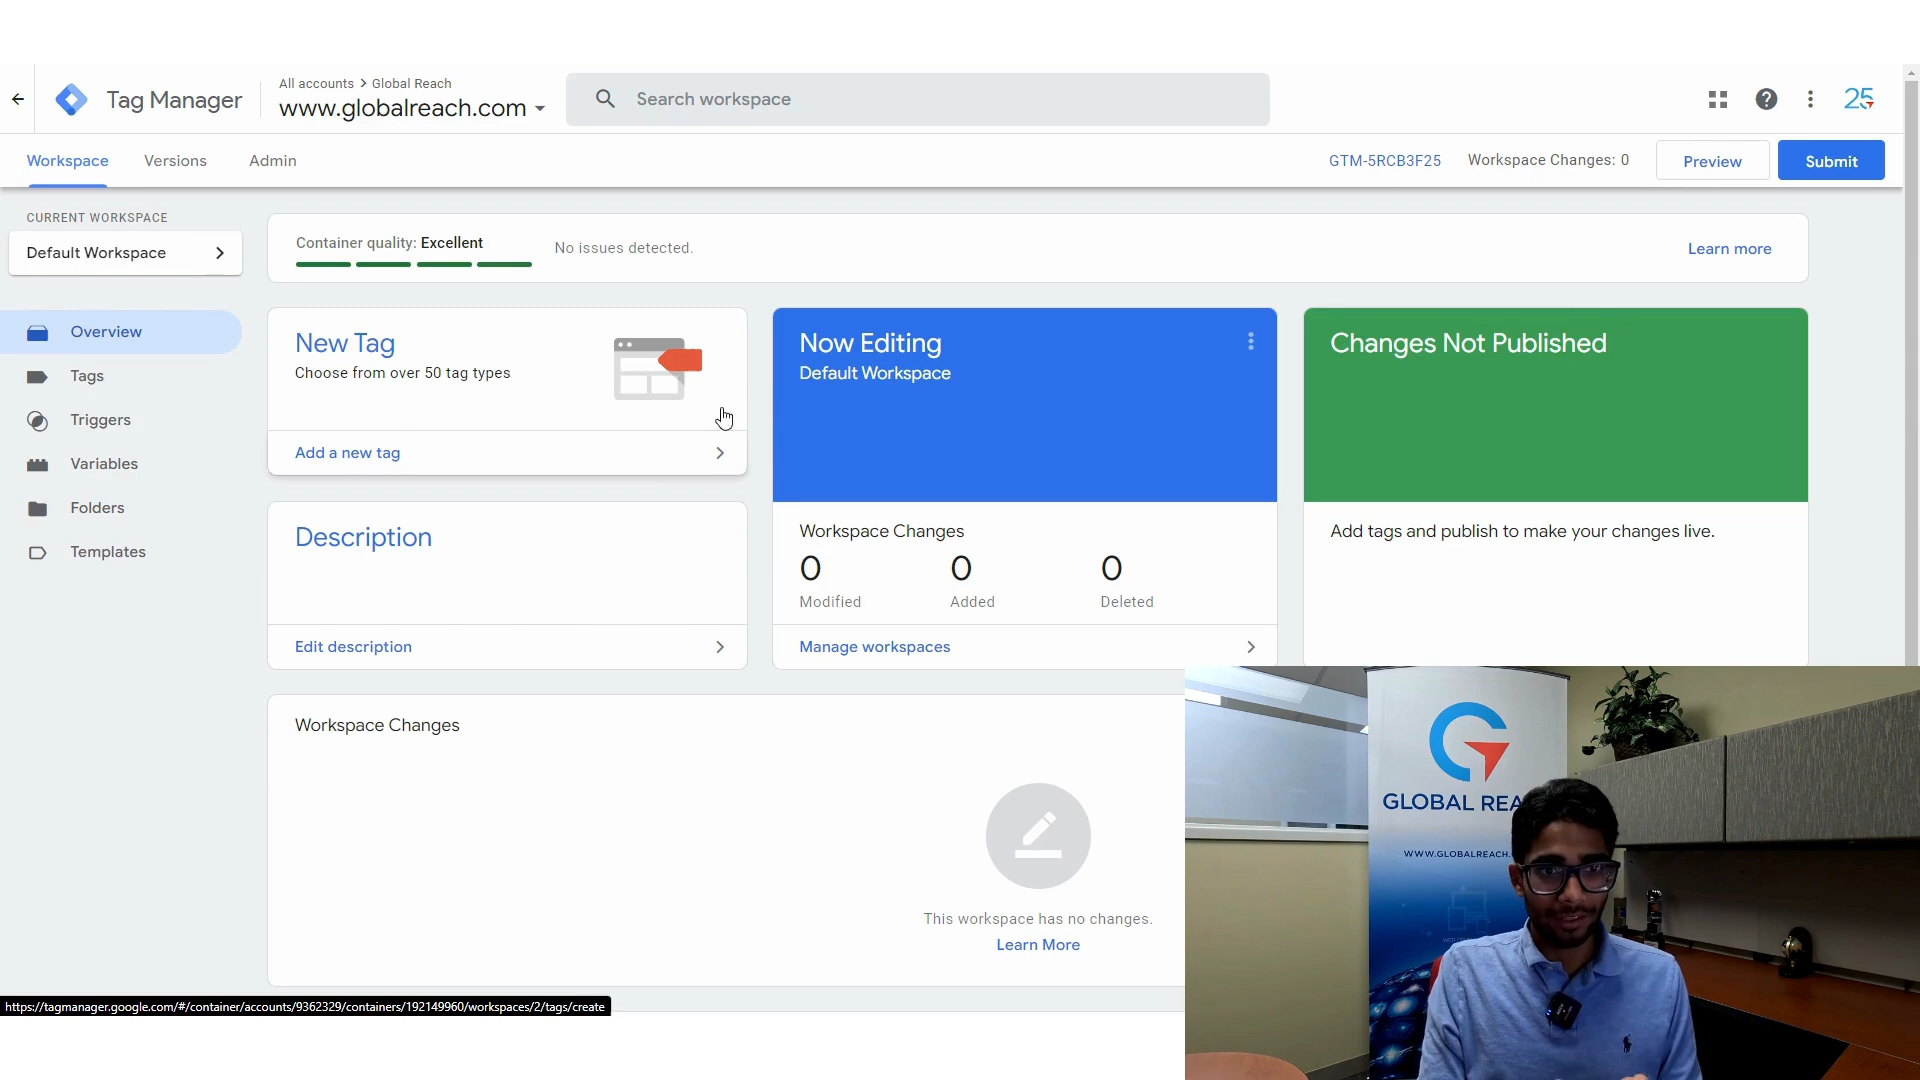 Tag Manager
All accounts > Global Reach
www.globalreach.com
Search workspace
25
Workspace
Versions
Admin
GTM-5RCB3F25
Workspace Changes: 0
Preview
Submit
CURRENT WORKSPACE
Default Workspace
Container quality: Excellent
No issues detected.
Learn more
Overview
Tags
Triggers
Variables
Folders
Templates
New Tag
Choose from over 50 tag types
Add a new tag
Now Editing
Default Workspace
Changes Not Published
Description
Edit description
Workspace Changes
0
0
0
Modified
Added
Deleted
Manage workspaces
Add tags and publish to make your changes live.
Workspace Changes
This workspace has no changes.
Learn More
https://tagmanager.google.com/#/container/accounts/9362329/containers/192149960/workspaces/2/tags/create
GLOBAL REA
WWW.GLOBALREACH.